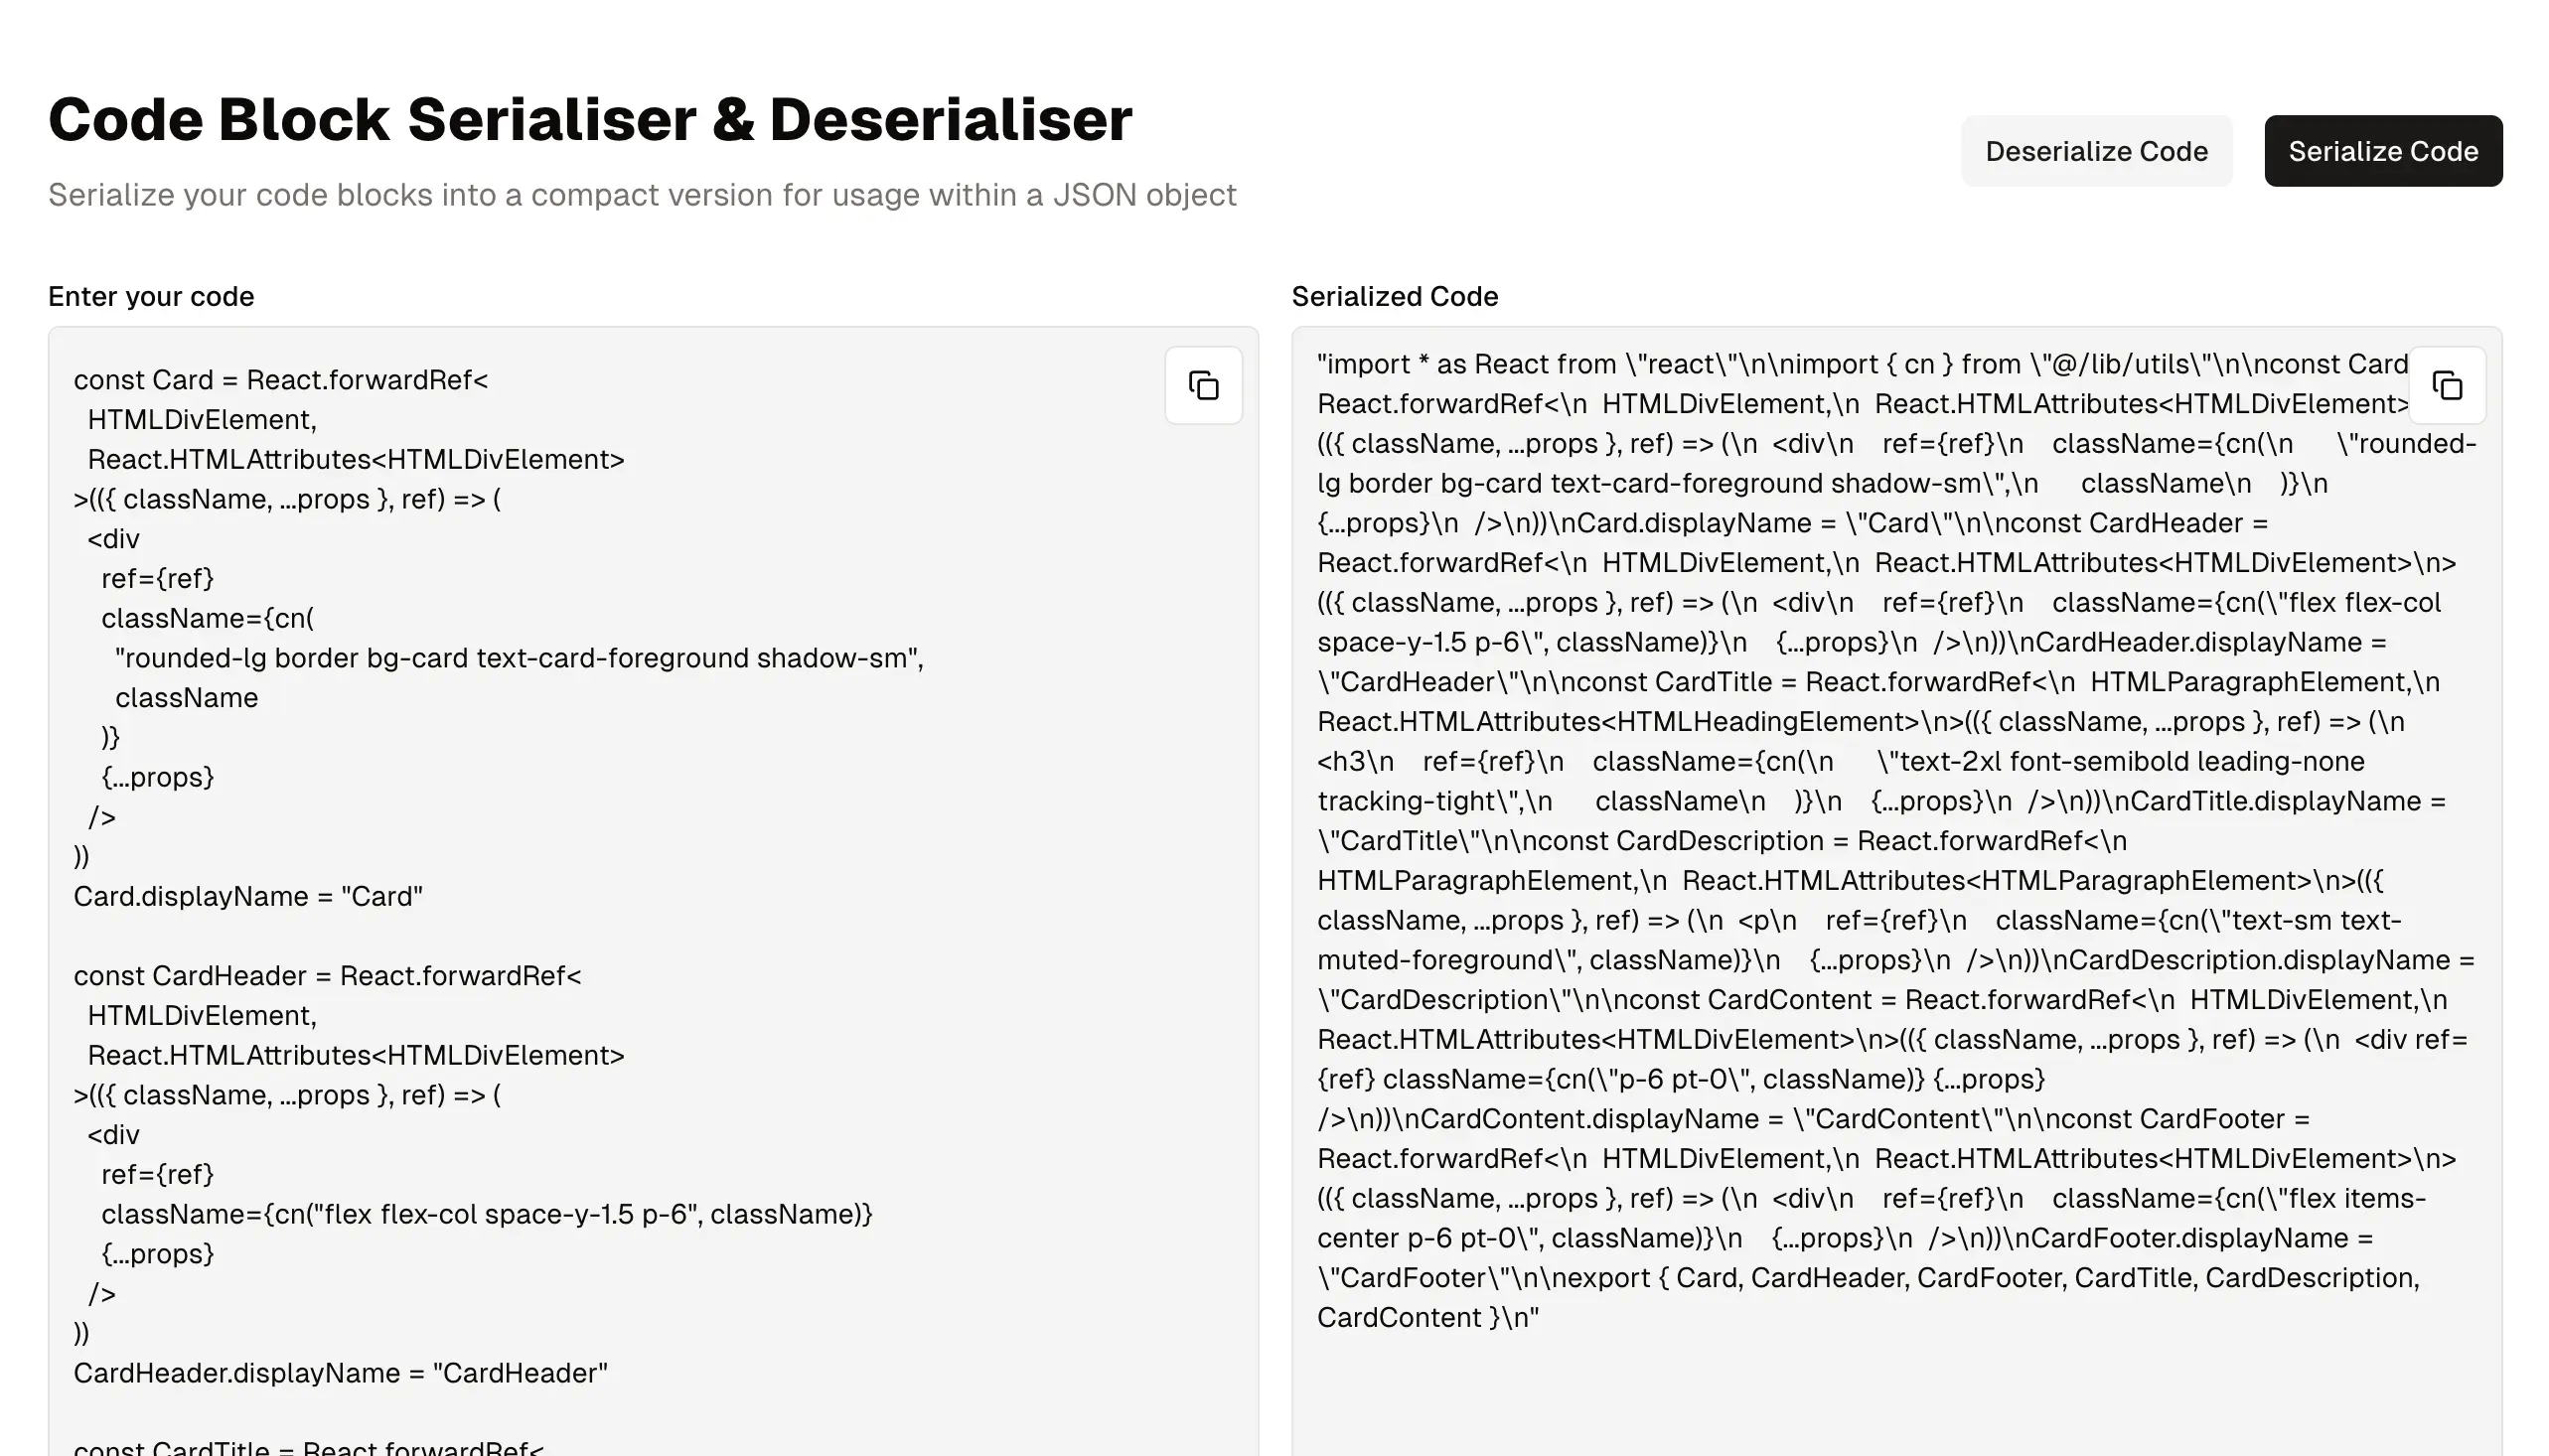 Code Block Serialiser & Deserialiser
Serialize your code blocks into a compact version for usage within a JSON object
Deserialize Code
Serialize Code
Enter your code
const Card = React.forwardRef<
  HTMLDivElement,
  React.HTMLAttributes<HTMLDivElement>
>(({ className, ...props }, ref) => (
  <div
    ref={ref}
    className={cn(
      "rounded-lg border bg-card text-card-foreground shadow-sm",
      className
    )}
    {...props}
  />
))
Card.displayName = "Card"

const CardHeader = React.forwardRef<
  HTMLDivElement,
  React.HTMLAttributes<HTMLDivElement>
>(({ className, ...props }, ref) => (
  <div
    ref={ref}
    className={cn("flex flex-col space-y-1.5 p-6", className)}
    {...props}
  />
))
CardHeader.displayName = "CardHeader"

const CardTitle = React.forwardRef<
Serialized Code
"import * as React from \"react\"\n\nimport { cn } from \"@/lib/utils\"\n\nconst Card
React.forwardRef<\n  HTMLDivElement,\n  React.HTMLAttributes<HTMLDivElement>
(({ className, ...props }, ref) => (\n  <div\n    ref={ref}\n    className={cn(\n      \"rounded-
lg border bg-card text-card-foreground shadow-sm\",\n      className\n    )}\n
{...props}\n  />\n))\nCard.displayName = \"Card\"\n\nconst CardHeader =
React.forwardRef<\n  HTMLDivElement,\n  React.HTMLAttributes<HTMLDivElement>\n>
(({ className, ...props }, ref) => (\n  <div\n    ref={ref}\n    className={cn(\"flex flex-col
space-y-1.5 p-6\", className)}\n    {...props}\n  />\n))\nCardHeader.displayName =
\"CardHeader\"\n\nconst CardTitle = React.forwardRef<\n  HTMLParagraphElement,\n
React.HTMLAttributes<HTMLHeadingElement>\n>(({ className, ...props }, ref) => (\n
<h3\n    ref={ref}\n    className={cn(\n      \"text-2xl font-semibold leading-none
tracking-tight\",\n      className\n    )}\n    {...props}\n  />\n))\nCardTitle.displayName =
\"CardTitle\"\n\nconst CardDescription = React.forwardRef<\n
HTMLParagraphElement,\n  React.HTMLAttributes<HTMLParagraphElement>\n>(({
className, ...props }, ref) => (\n  <p\n    ref={ref}\n    className={cn(\"text-sm text-
muted-foreground\", className)}\n    {...props}\n  />\n))\nCardDescription.displayName =
\"CardDescription\"\n\nconst CardContent = React.forwardRef<\n  HTMLDivElement,\n
React.HTMLAttributes<HTMLDivElement>\n>(({ className, ...props }, ref) => (\n  <div ref=
{ref} className={cn(\"p-6 pt-0\", className)} {...props}
/>\n))\nCardContent.displayName = \"CardContent\"\n\nconst CardFooter =
React.forwardRef<\n  HTMLDivElement,\n  React.HTMLAttributes<HTMLDivElement>\n>
(({ className, ...props }, ref) => (\n  <div\n    ref={ref}\n    className={cn(\"flex items-
center p-6 pt-0\", className)}\n    {...props}\n  />\n))\nCardFooter.displayName =
\"CardFooter\"\n\nexport { Card, CardHeader, CardFooter, CardTitle, CardDescription,
CardContent }\n"